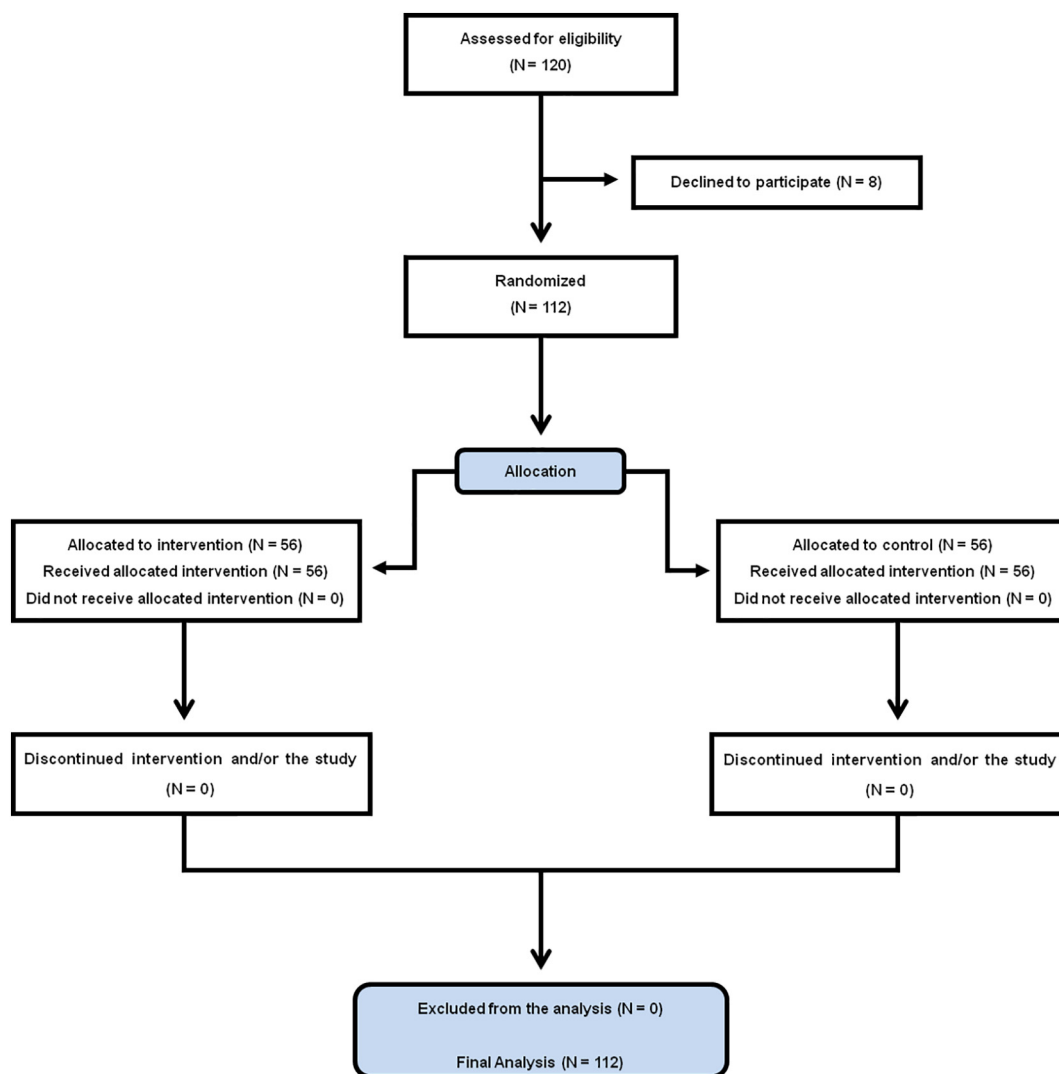 Assessed for eligibility
(N = 120)
Declined to participate (N = 8)
Randomized
(N = 112)
Allocation
Allocated to intervention (N = 56)
Received allocated intervention (N = 56)
Did not receive allocated intervention (N = 0)
Allocated to control (N = 56)
Received allocated intervention (N = 56)
Did not receive allocated intervention (N = 0)
Discontinued intervention and/or the study
(N = 0)
Discontinued intervention and/or the study
(N = 0)
Excluded from the analysis (N = 0)
Final Analysis (N = 112)